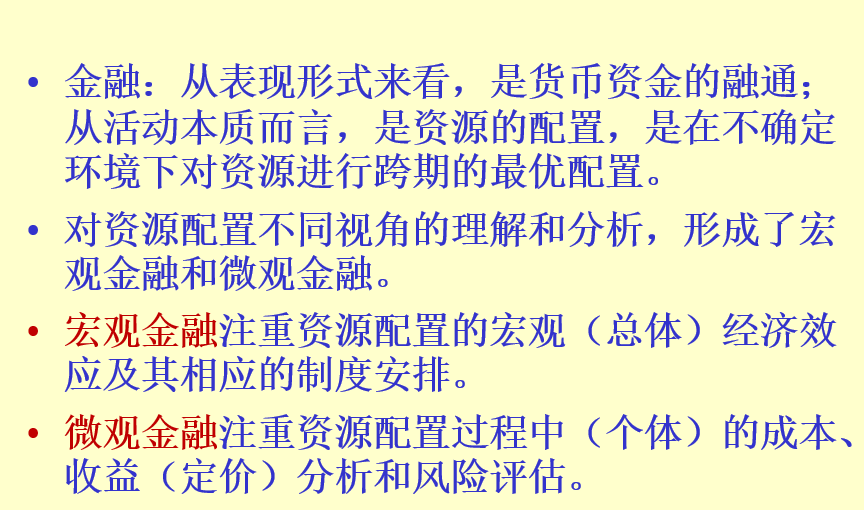 • 金融：从表现形式来看，是货币资金的融通；
从活动本质而言，是资源的配置，是在不确定
环境下对资源进行跨期的最优配置。
• 对资源配置不同视角的理解和分析，形成了宏
观金融和微观金融。
• 宏观金融注重资源配置的宏观（总体）经济效
应及其相应的制度安排。
• 微观金融注重资源配置过程中（个体）的成本、
收益（定价）分析和风险评估。